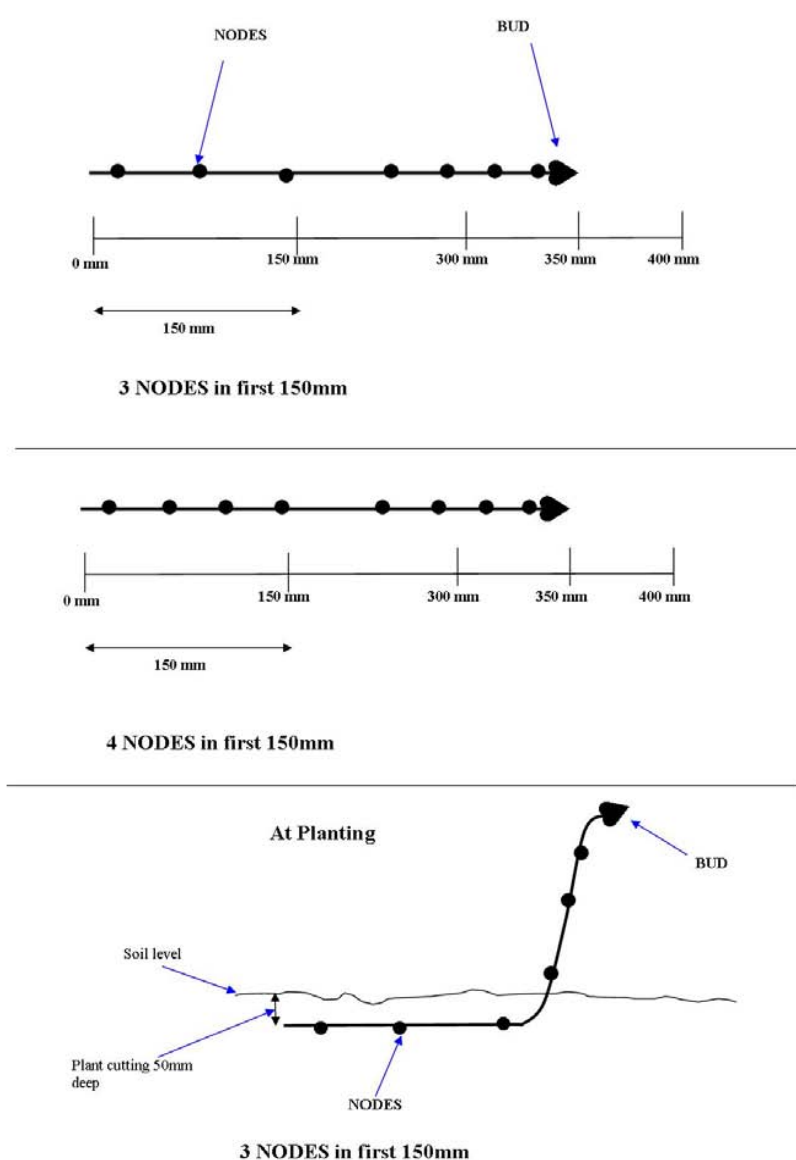 NODES
BUD
0 mm
150 mm
300 mm
350 mm
400 mm
150 mm
3 NODES in first 150mm
0 mm
150 mm
300 mm
350 mm
400 mm
150 mm
4 NODES in first 150mm
At Planting
BUD
Soil level
Plant cutting 50mm
deep
NODES
3 NODES in first 150mm